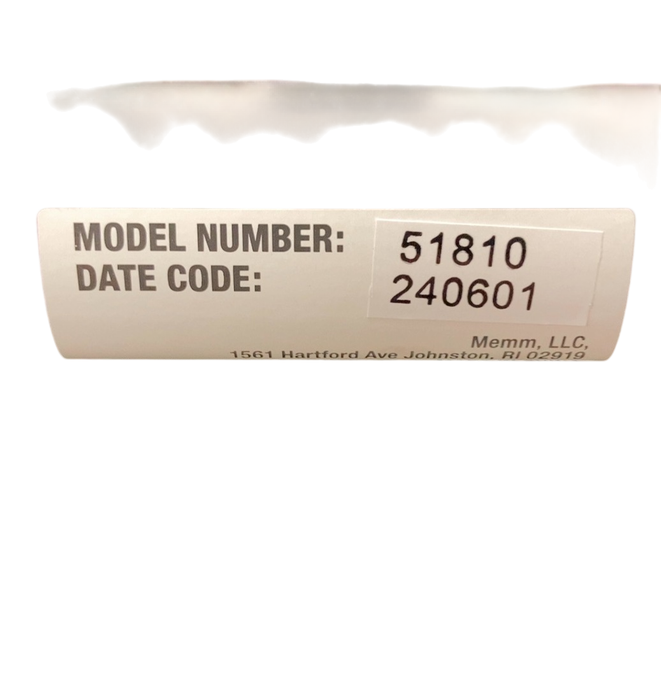 MODEL NUMBER: 51810
DATE CODE: 240601
Memm, LLC,
1561 Hartford Ave Johnston, RI 02919